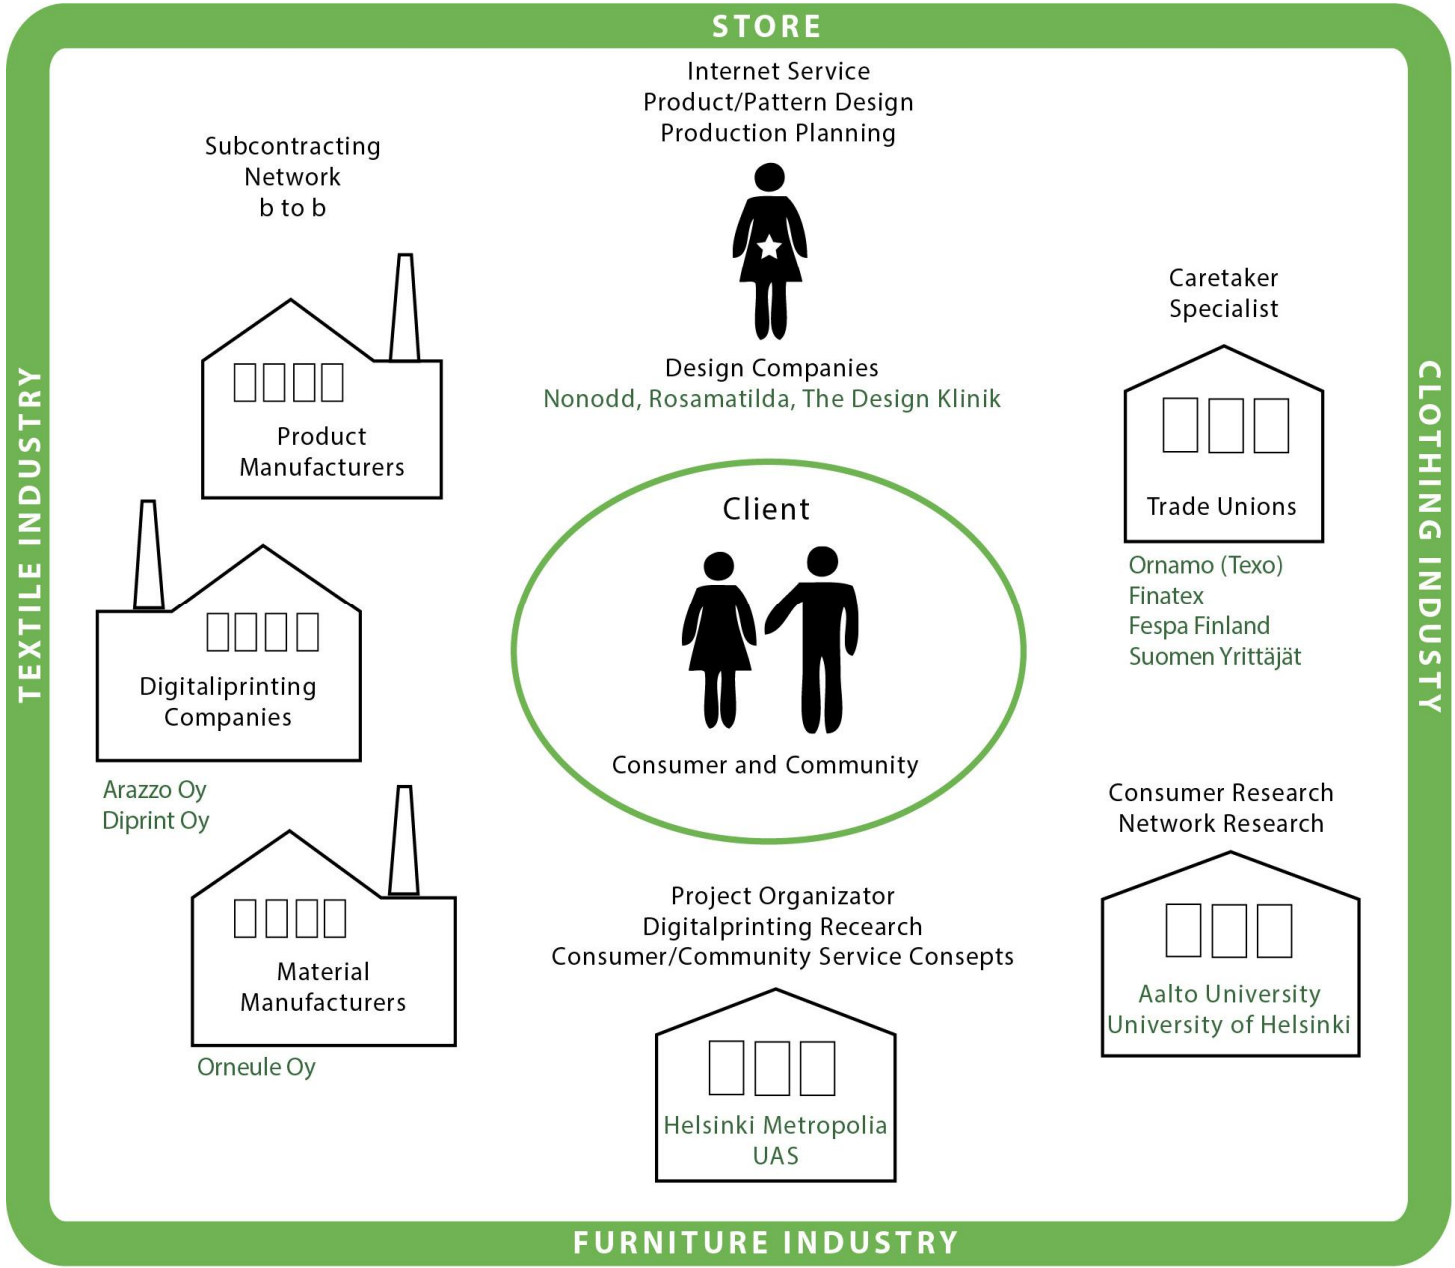 STORE
Internet Service
Product/Pattern Design
Production Planning
Subcontracting
Network
b to b
Caretaker
Specialist
Design Companies
Nonodd, Rosamatilda, The Design Klinik
TEXTILE INDUSTRY
CLOTHING INDUSTY
Product
Manufacturers
Client
Trade Unions
Ornamo (Texo)
Finatex
Fespa Finland
Suomen Yrittäjät
Digitaliprinting
Companies
Consumer and Community
Arazzo Oy
Diprint Oy
Consumer Research
Network Research
Project Organizator
Digitalprinting Recearch
Consumer/Community Service Consepts
Material
Manufacturers
Aalto University
University of Helsinki
Orneule Oy
Helsinki Metropolia
UAS
FURNITURE INDUSTRY